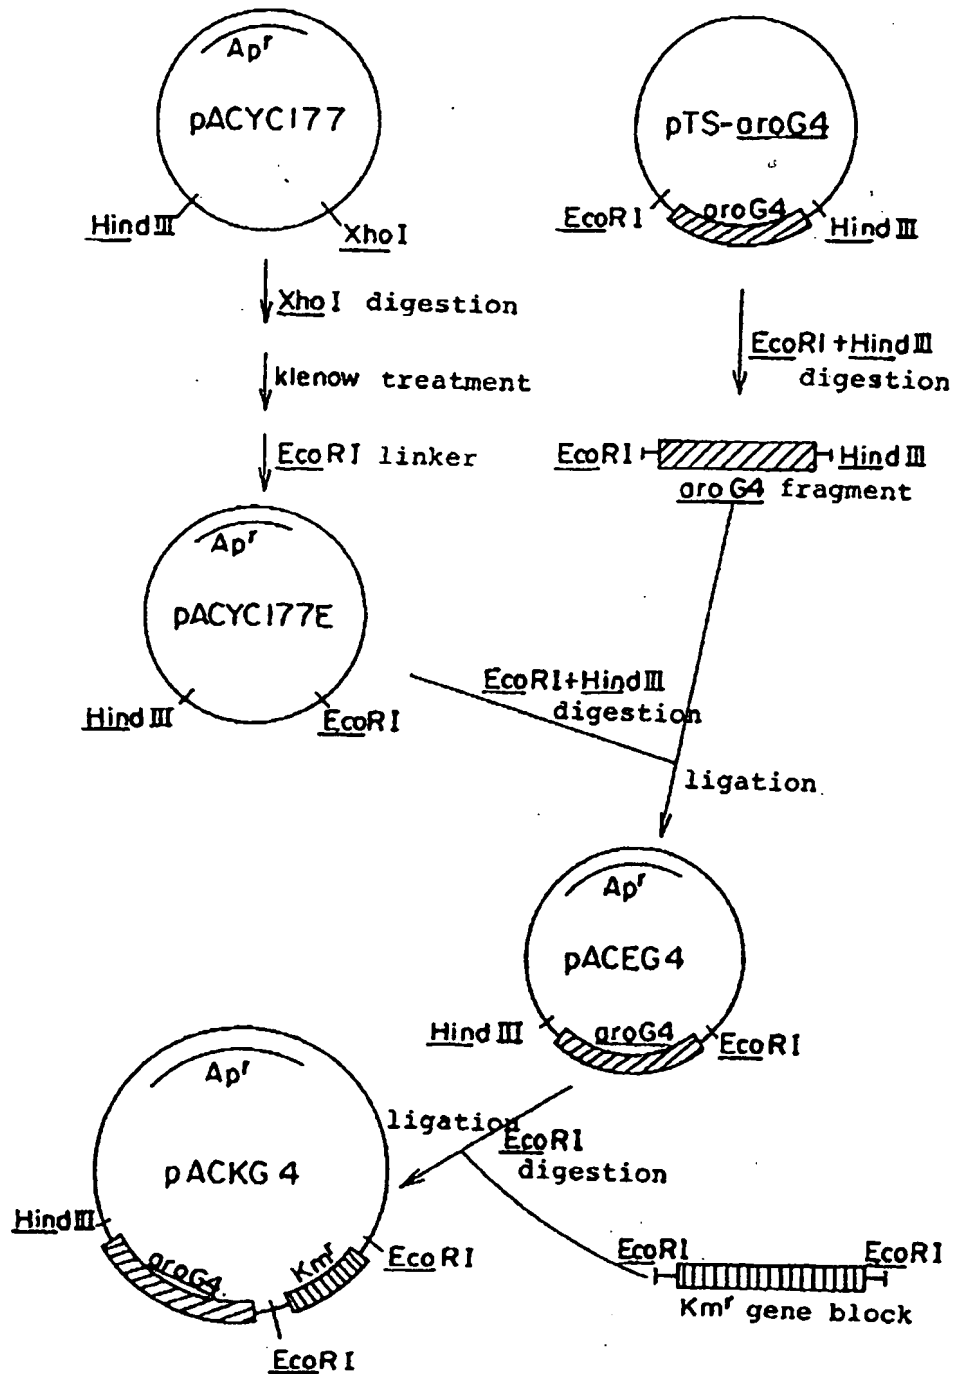 Apʳ
pACYC177
HindIII
XhoI
XhoI digestion
klenow treatment
EcoRI linker
pTS-aroG4
aroG4
EcoRI
HindIII
EcoRI+HindIII
digestion
EcoRI
HindIII
aroG4 fragment
Apʳ
pACYC177E
HindIII
EcoRI
EcoRI+HindIII
digestion
ligation
Apʳ
pACEG4
HindIII
aroG4
EcoRI
ligation
EcoRI
digestion
Apʳ
pACKG4
HindIII
aroG4
Kmʳ
EcoRI
EcoRI
EcoRI
EcoRI
Kmʳ gene block